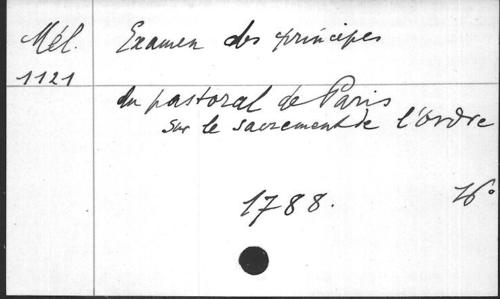 Mél.
1121
Examen des principes
du pastoral de Paris
sur le sacrement de l'Ordre
1788.